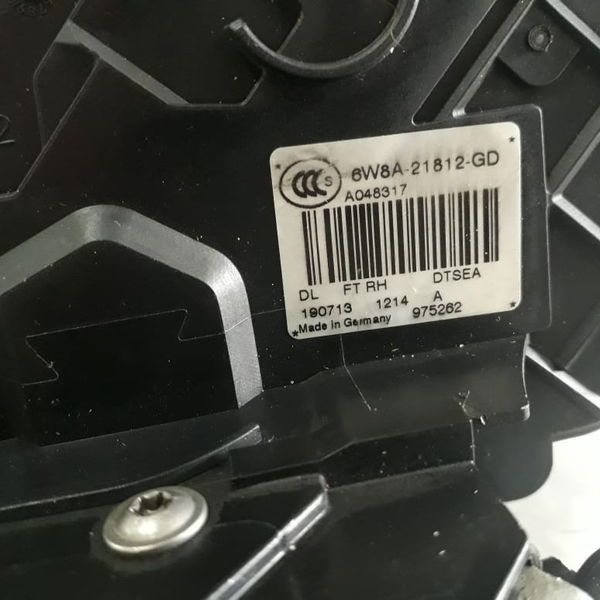 CCC S 6W8A-21812-GD
A048317
DL FT RH DTSEA
190713 1214 A
*Made in Germany 975262 *